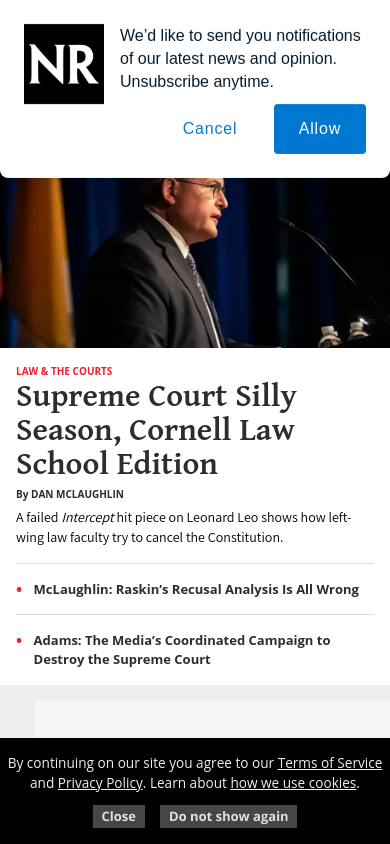 NR
We’d like to send you notifications
of our latest news and opinion.
Unsubscribe anytime.
Cancel
Allow
LAW & THE COURTS
Supreme Court Silly
Season, Cornell Law
School Edition
By DAN MCLAUGHLIN
A failed Intercept hit piece on Leonard Leo shows how left-
wing law faculty try to cancel the Constitution.
• McLaughlin: Raskin’s Recusal Analysis Is All Wrong
• Adams: The Media’s Coordinated Campaign to
Destroy the Supreme Court
By continuing on our site you agree to our Terms of Service
and Privacy Policy. Learn about how we use cookies.
Close
Do not show again